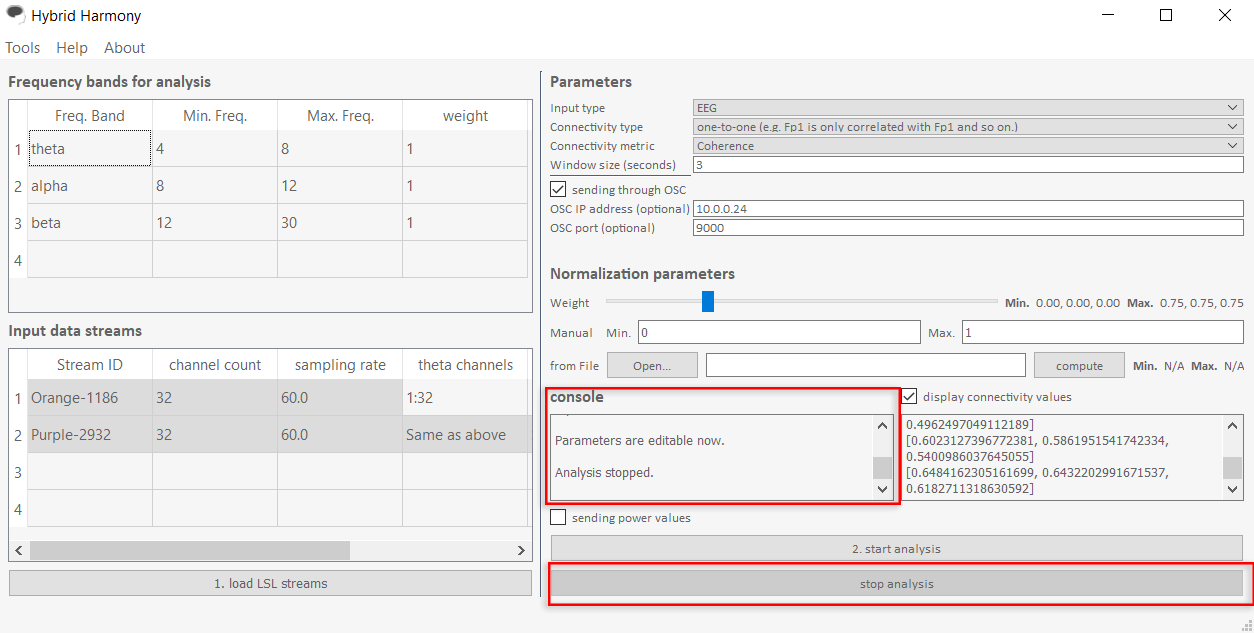 Hybrid Harmony
Tools Help About
Frequency bands for analysis
Freq. Band Min. Freq. Max. Freq. weight
1 theta 4 8 1
2 alpha 8 12 1
3 beta 12 30 1
4
Input data streams
Stream ID channel count sampling rate theta channels
1 Orange-1186 32 60.0 1:32
2 Purple-2932 32 60.0 Same as above
3
4
1. load LSL streams
Parameters
Input type EEG
Connectivity type one-to-one (e.g. Fp1 is only correlated with Fp1 and so on.)
Connectivity metric Coherence
Window size (seconds) 3
sending through OSC
OSC IP address (optional) 10.0.0.24
OSC port (optional) 9000
Normalization parameters
Weight Min. 0.00, 0.00, 0.00 Max. 0.75, 0.75, 0.75
Manual Min. 0 Max. 1
from File Open... compute Min. N/A Max. N/A
console
Parameters are editable now.
Analysis stopped.
display connectivity values
0.4962497049112189]
[0.6023127396772381, 0.5861951541742334,
0.5400986037645055]
[0.6484162305161699, 0.6432202991671537,
0.6182711318630592]
sending power values
2. start analysis
stop analysis